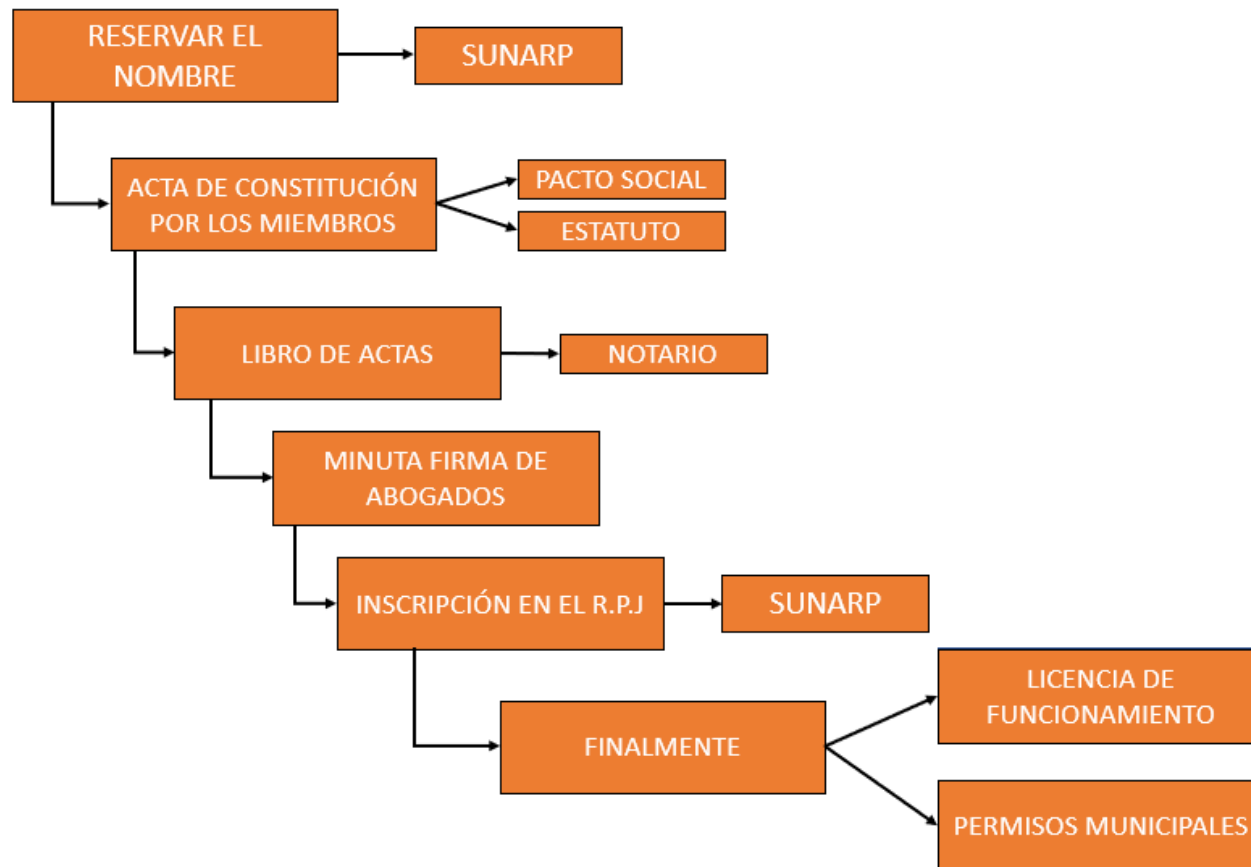 RESERVAR EL
NOMBRE
SUNARP
ACTA DE CONSTITUCIÓN
POR LOS MIEMBROS
PACTO SOCIAL
ESTATUTO
LIBRO DE ACTAS
NOTARIO
MINUTA FIRMA DE
ABOGADOS
INSCRIPCIÓN EN EL R.P.J
SUNARP
FINALMENTE
LICENCIA DE
FUNCIONAMIENTO
PERMISOS MUNICIPALES